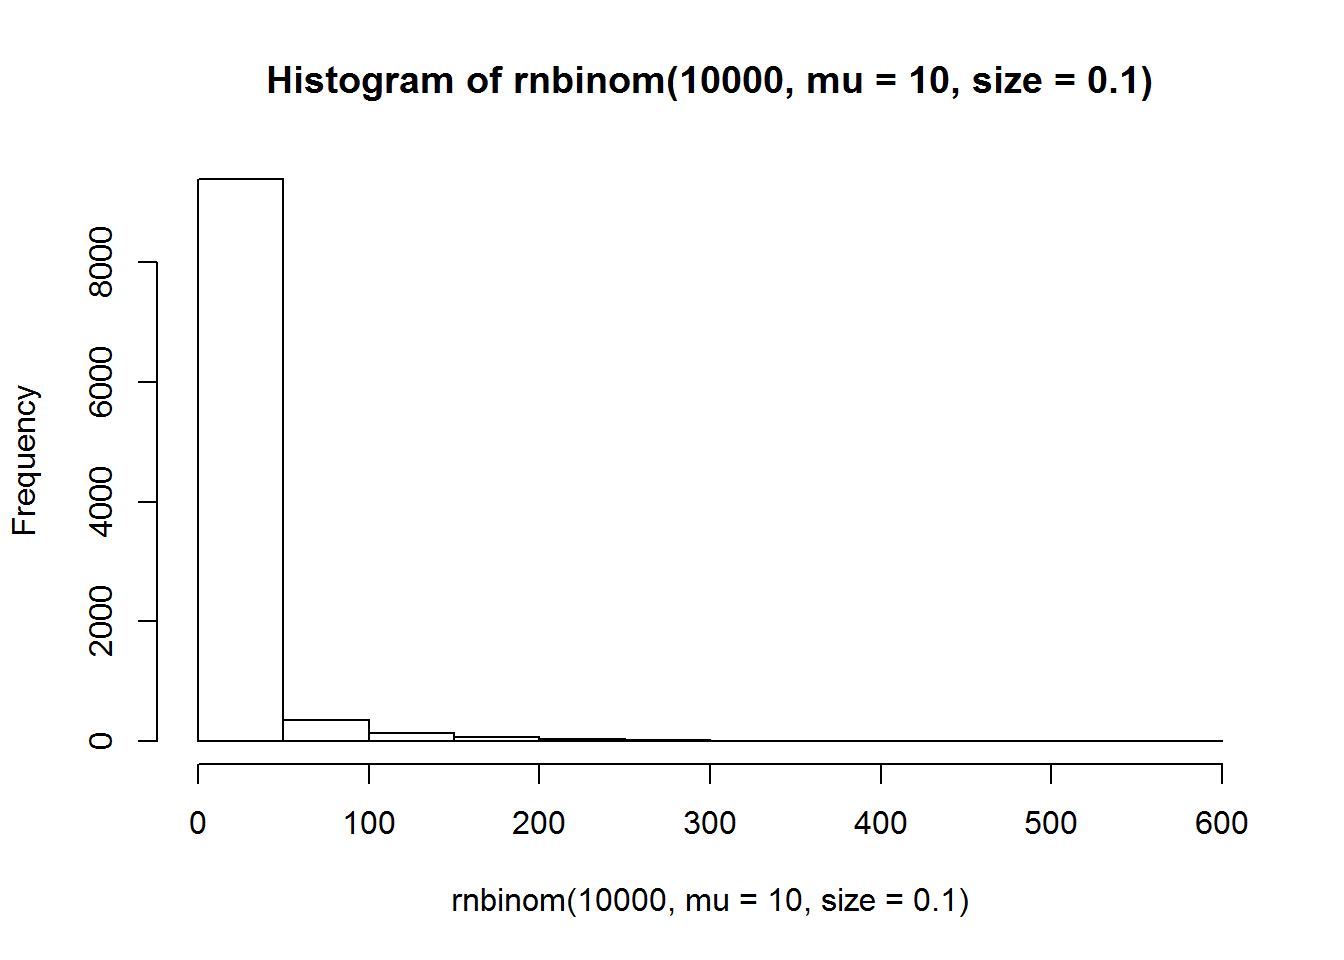 Histogram of rnbinom(10000, mu = 10, size = 0.1)
Frequency
8000
6000
4000
2000
0
0 100 200 300 400 500 600
rnbinom(10000, mu = 10, size = 0.1)